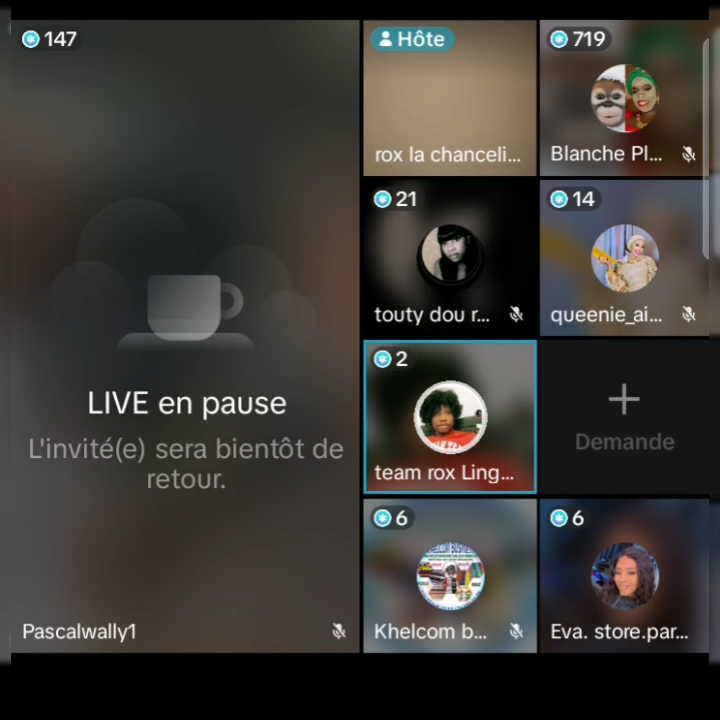 147
LIVE en pause
L'invité(e) sera bientôt de
retour.
Pascalwally1
Hôte
rox la chanceli...
719
Blanche Pl...
21
touty dou r...
14
queenie_ai...
2
team rox Ling...
Demande
6
Khelcom b...
6
Eva. store.par...